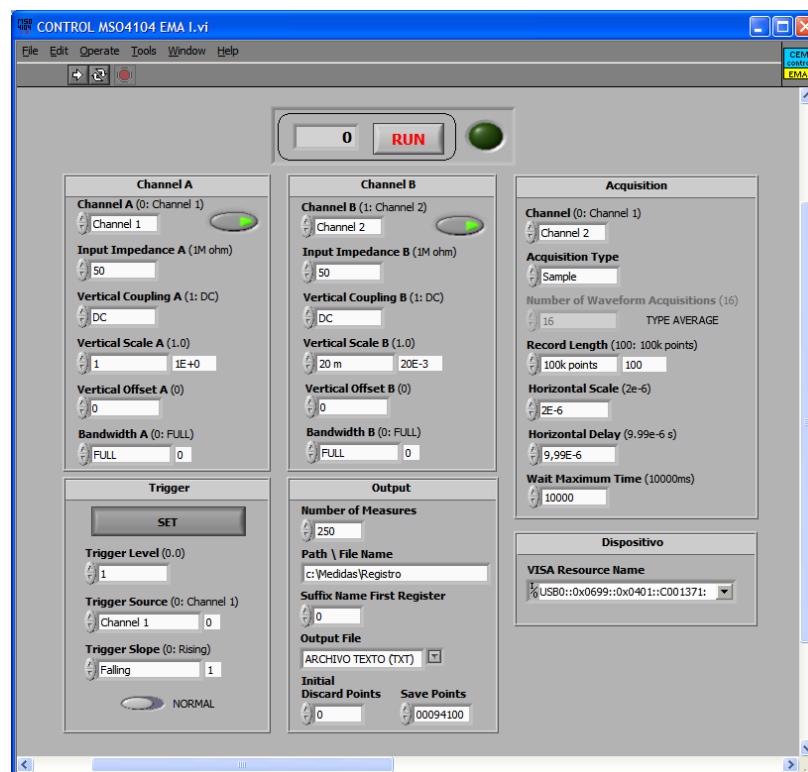 MSO
4104
CONTROL MSO4104 EMA I.vi
File Edit Operate Tools Window Help
CEM
control
EMA
0 RUN
Channel A
Channel A (0: Channel 1)
Channel 1
Input Impedance A (1M ohm)
50
Vertical Coupling A (1: DC)
DC
Vertical Scale A (1.0)
1 1E+0
Vertical Offset A (0)
0
Bandwidth A (0: FULL)
FULL 0
Channel B
Channel B (1: Channel 2)
Channel 2
Input Impedance B (1M ohm)
50
Vertical Coupling B (1: DC)
DC
Vertical Scale B (1.0)
20 m 20E-3
Vertical Offset B (0)
0
Bandwidth B (0: FULL)
FULL 0
Acquisition
Channel (0: Channel 1)
Channel 2
Acquisition Type
Sample
Number of Waveform Acquisitions (16)
16 TYPE AVERAGE
Record Length (100: 100k points)
100k points 100
Horizontal Scale (2e-6)
2E-6
Horizontal Delay (9.99e-6 s)
9,99E-6
Wait Maximum Time (10000ms)
10000
Trigger
SET
Trigger Level (0.0)
1
Trigger Source (0: Channel 1)
Channel 1 0
Trigger Slope (0: Rising)
Falling 1
NORMAL
Output
Number of Measures
250
Path \ File Name
c:\Medidas\Registro
Suffix Name First Register
0
Output File
ARCHIVO TEXTO (TXT)
Initial
Discard Points Save Points
0 00094100
Dispositivo
VISA Resource Name
I/0 USB0::0x0699::0x0401::C001371: